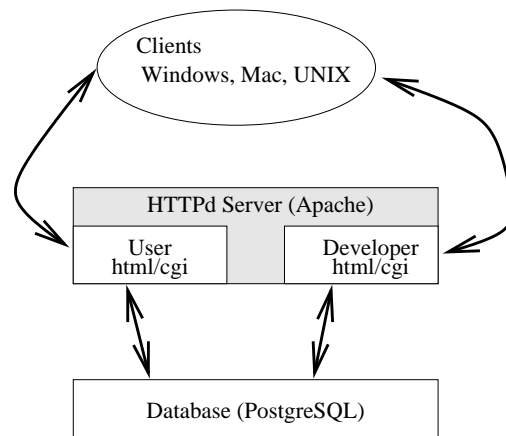 Clients
Windows, Mac, UNIX
HTTPd Server (Apache)
User
html/cgi
Developer
html/cgi
Database (PostgreSQL)